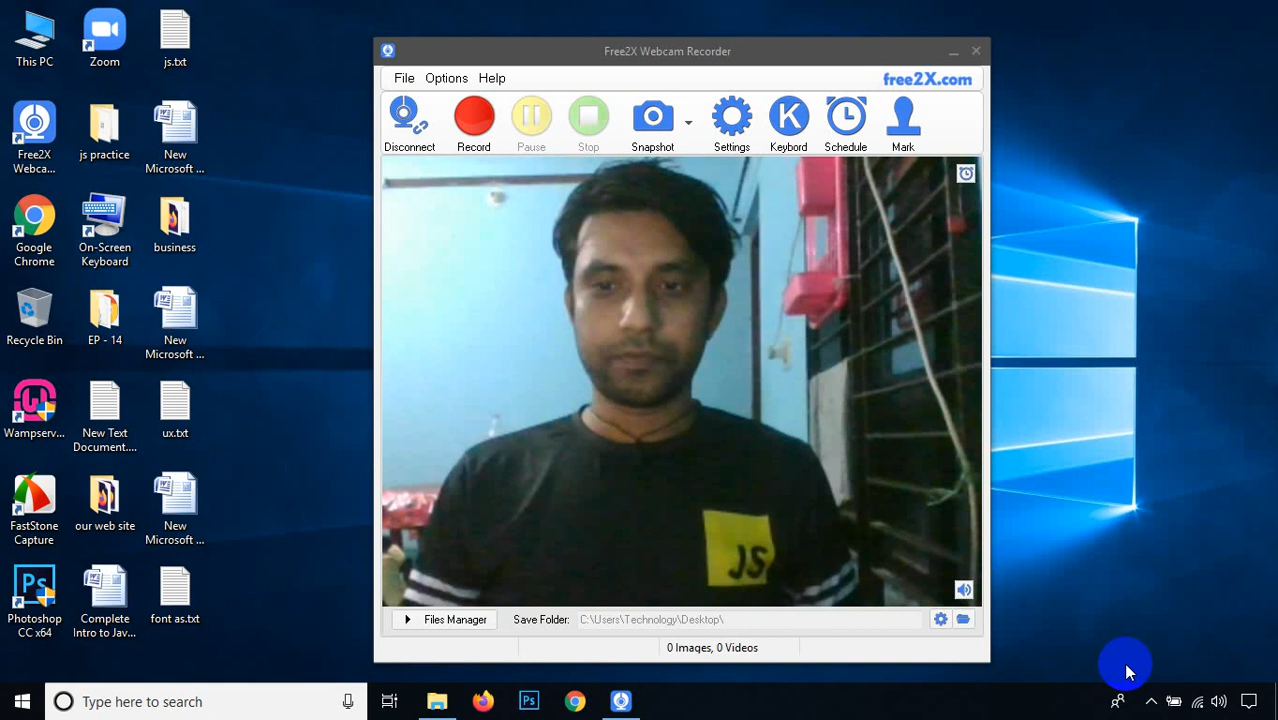 This PC
Zoom
js.txt
Free2X
Webca...
js practice
New
Microsoft ...
Google
Chrome
On-Screen
Keyboard
business
Recycle Bin
EP - 14
New
Microsoft ...
Wampserv...
New Text
Document....
ux.txt
FastStone
Capture
our web site
New
Microsoft ...
Ps
Photoshop
CC x64
Complete
Intro to Jav...
font as.txt
Free2X Webcam Recorder
File Options Help
free2X.com
K
Disconnect Record Pause Stop Snapshot Settings Keybord Schedule Mark
JS
Files Manager Save Folder: C:\Users\Technology\Desktop\
0 Images, 0 Videos
Type here to search
Ps